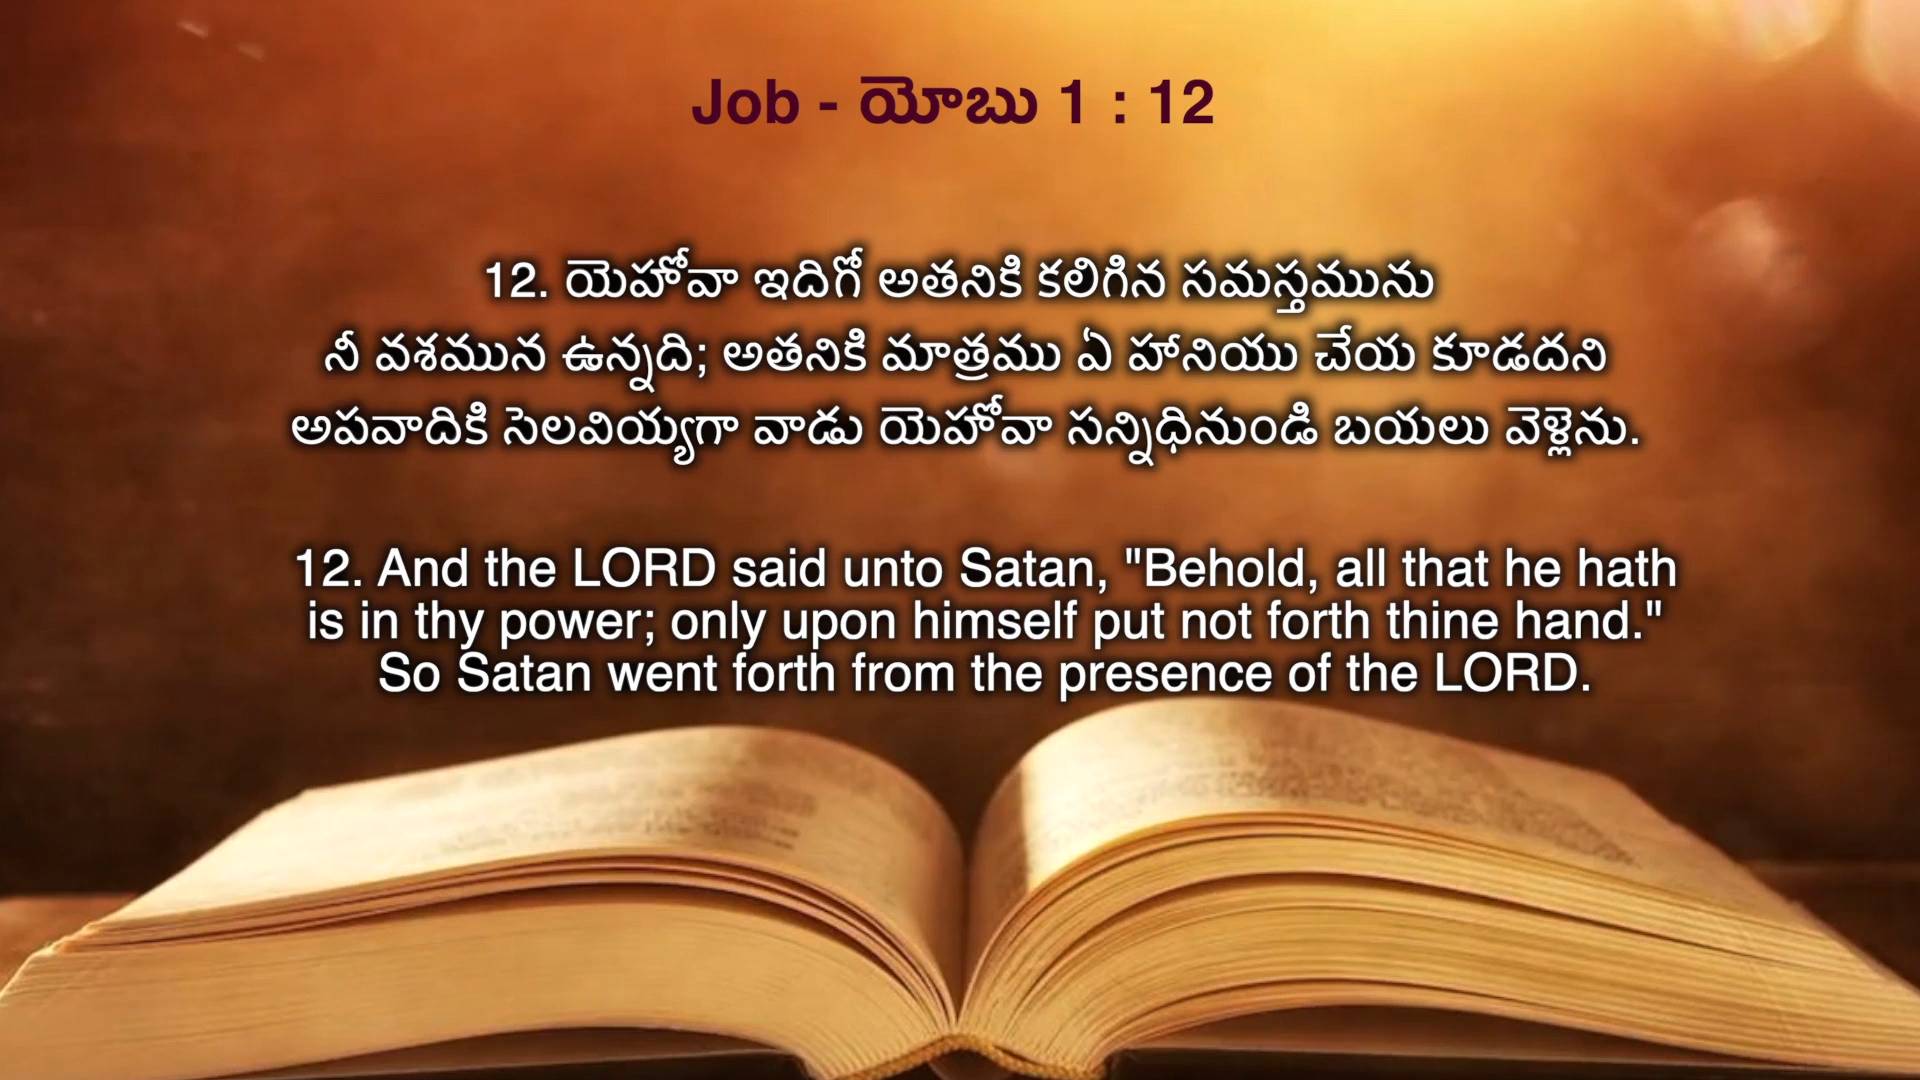 Job - యోబు 1 : 12
12. యెహోవా ఇదిగో అతనికి కలిగిన సమస్తమును
నీ వశమున ఉన్నది; అతనికి మాత్రము ఏ హానియు చేయ కూడదని
అపవాదికి సెలవియ్యగా వాడు యెహోవా సన్నిధినుండి బయలు వెళ్లెను.
12. And the LORD said unto Satan, "Behold, all that he hath
is in thy power; only upon himself put not forth thine hand."
So Satan went forth from the presence of the LORD.